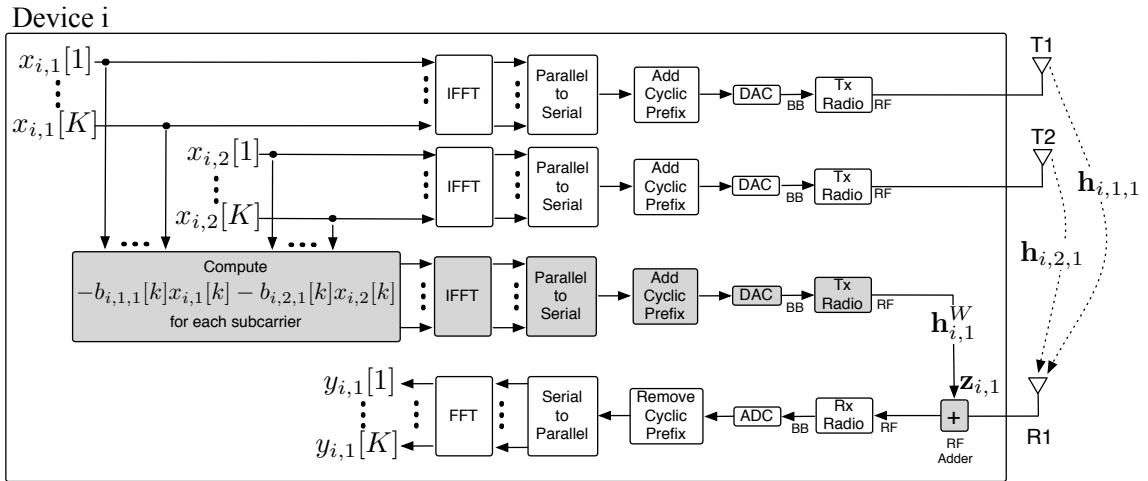 Device i
x_{i,1}[1]
x_{i,1}[K]
IFFT
Parallel
to
Serial
Add
Cyclic
Prefix
DAC
BB
Tx
Radio
RF
T1
x_{i,2}[1]
x_{i,2}[K]
IFFT
Parallel
to
Serial
Add
Cyclic
Prefix
DAC
BB
Tx
Radio
RF
T2
h_{i,1,1}
h_{i,2,1}
Compute
-b_{i,1,1}[k]x_{i,1}[k] - b_{i,2,1}[k]x_{i,2}[k]
for each subcarrier
IFFT
Parallel
to
Serial
Add
Cyclic
Prefix
DAC
BB
Tx
Radio
RF
h^W_{i,1}
z_{i,1}
y_{i,1}[1]
y_{i,1}[K]
FFT
Serial
to
Parallel
Remove
Cyclic
Prefix
ADC
BB
Rx
Radio
RF
+
RF
Adder
R1